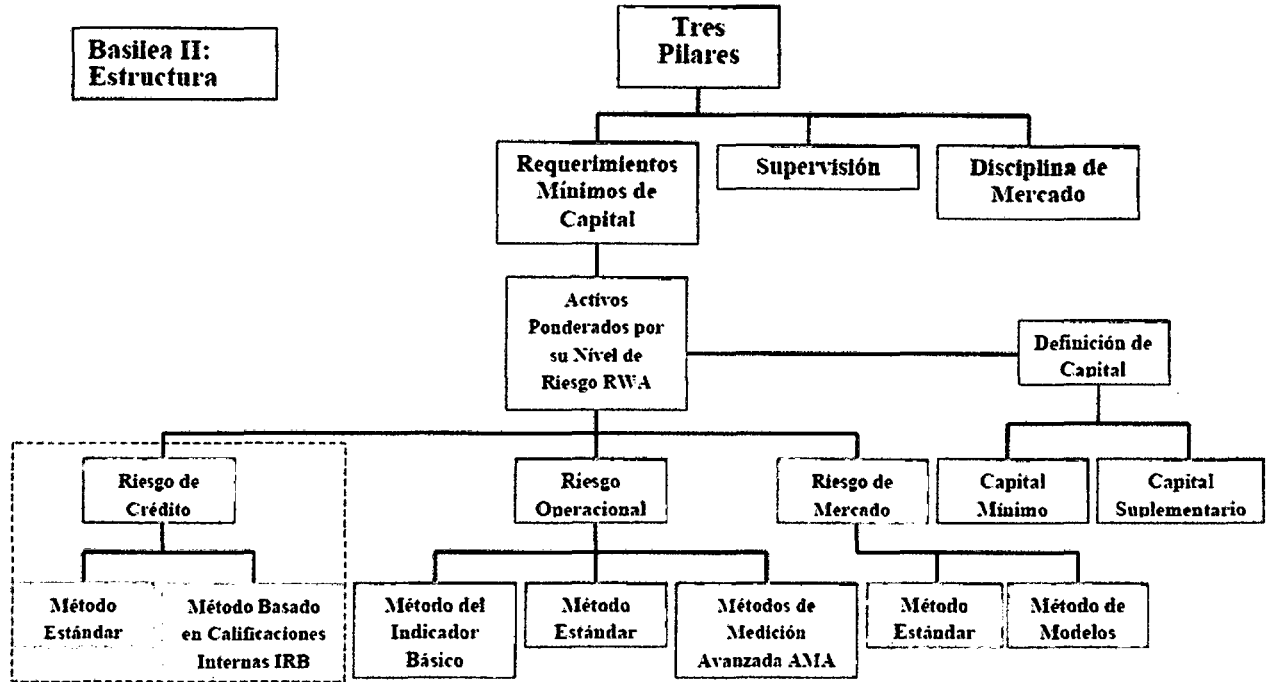 Basilea II:
Estructura
Tres
Pilares
Requerimientos
Mínimos de
Capital
Supervisión
Disciplina de
Mercado
Activos
Ponderados por
su Nivel de
Riesgo RWA
Definición de
Capital
Riesgo de
Crédito
Riesgo
Operacional
Riesgo de
Mercado
Capital
Mínimo
Capital
Suplementario
Método
Estándar
Método Basado
en Calificaciones
Internas IRB
Método del
Indicador
Básico
Método
Estándar
Métodos de
Medición
Avanzada AMA
Método
Estándar
Método de
Modelos